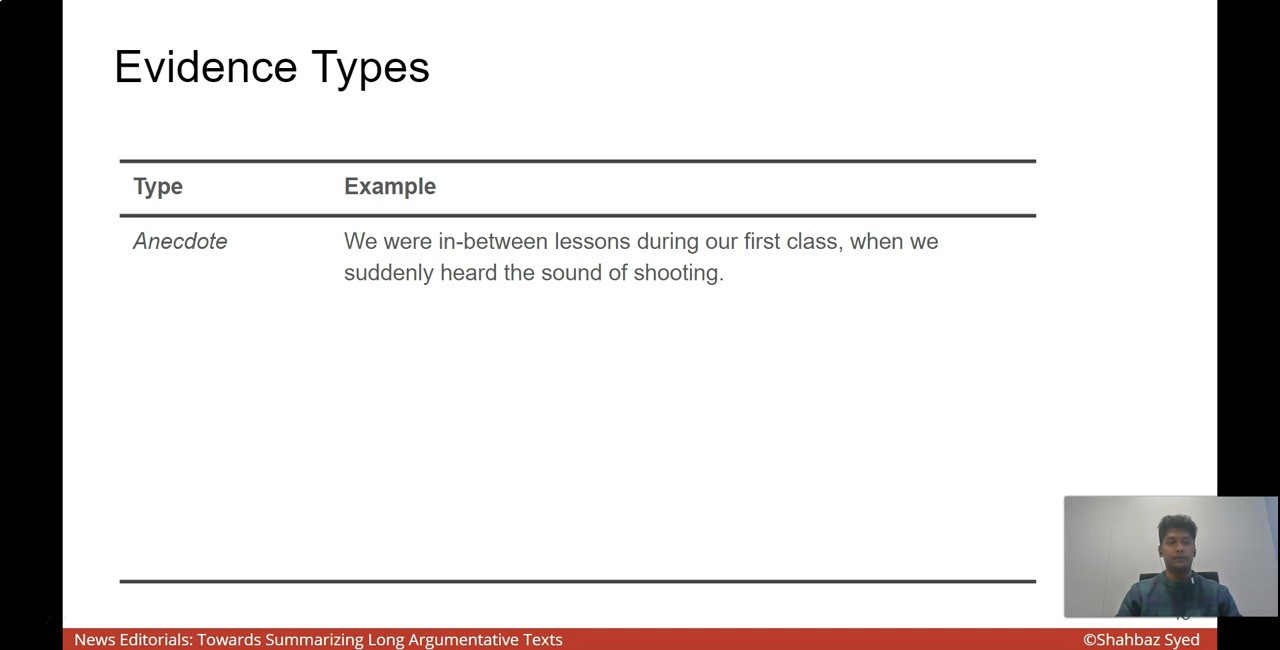 Evidence Types
Type Example
Anecdote We were in-between lessons during our first class, when we
suddenly heard the sound of shooting.
News Editorials: Towards Summarizing Long Argumentative Texts ©Shahbaz Syed